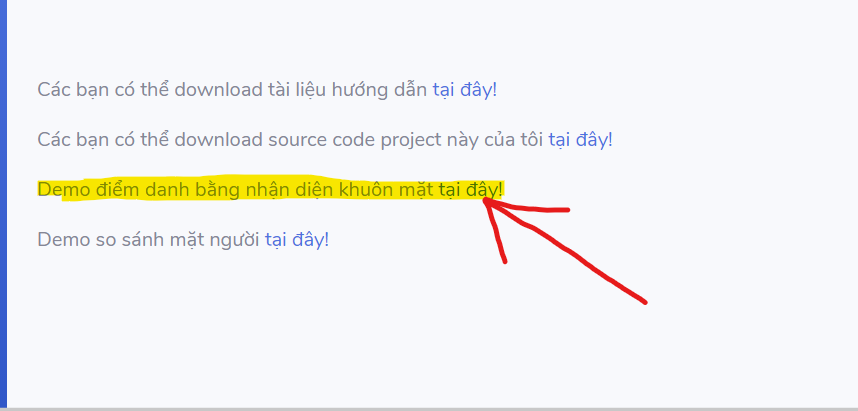 Các bạn có thể download tài liệu hướng dẫn tại đây!
Các bạn có thể download source code project này của tôi tại đây!
Demo điểm danh bằng nhận diện khuôn mặt tại đây!
Demo so sánh mặt người tại đây!